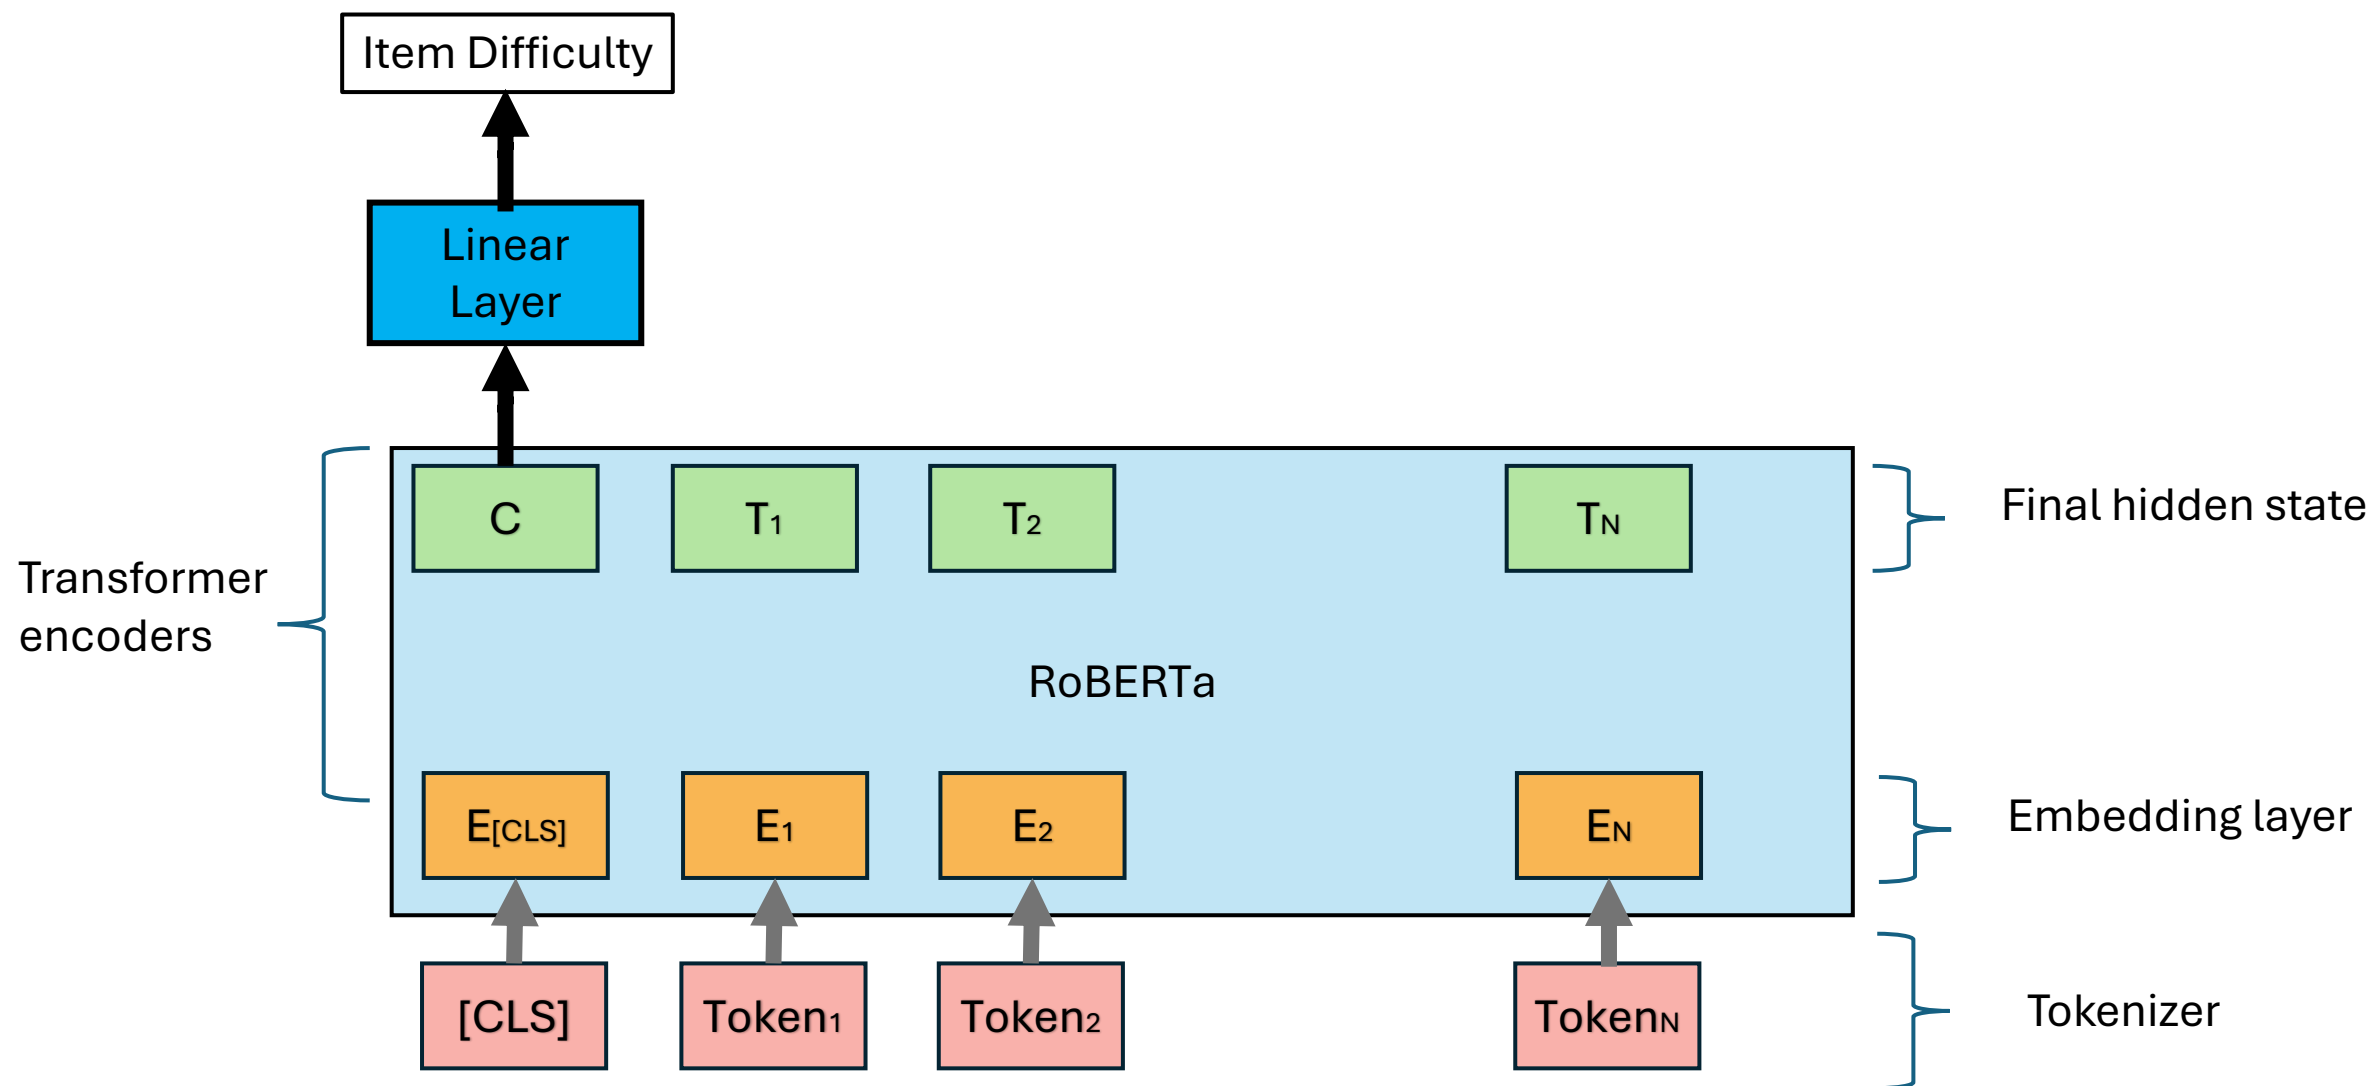 Item Difficulty
Linear
Layer
C
T1
T2
TN
Final hidden state
Transformer
encoders
RoBERTa
E[CLS]
E1
E2
EN
Embedding layer
[CLS]
Token1
Token2
TokenN
Tokenizer